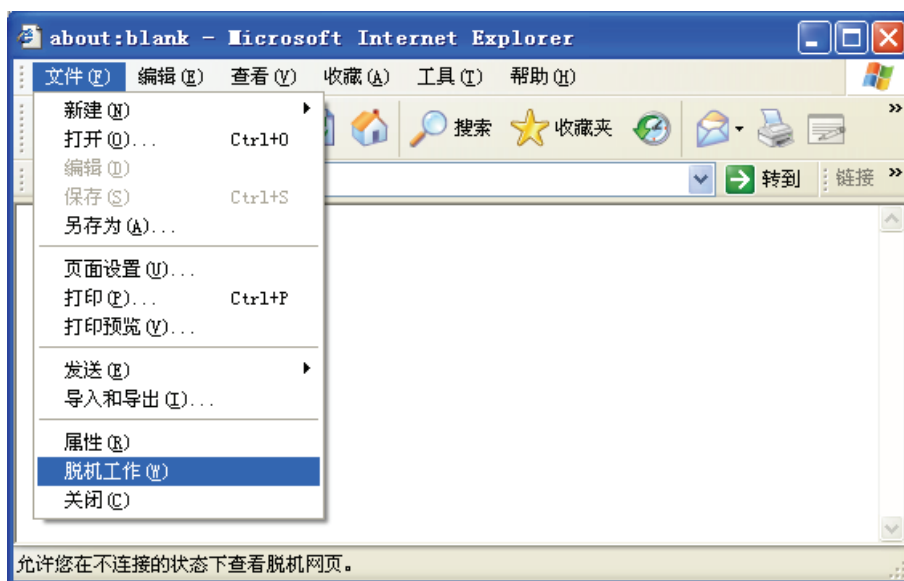 about:blank - Microsoft Internet Explorer
文件(F) 编辑(E) 查看(V) 收藏(A) 工具(T) 帮助(H)
搜索 收藏夹 »
转到 链接 »
新建(N)
打开(O)... Ctrl+O
编辑(D)
保存(S) Ctrl+S
另存为(A)...
页面设置(U)...
打印(P)... Ctrl+P
打印预览(V)...
发送(E)
导入和导出(I)...
属性(R)
脱机工作(W)
关闭(C)
允许您在不连接的状态下查看脱机网页。